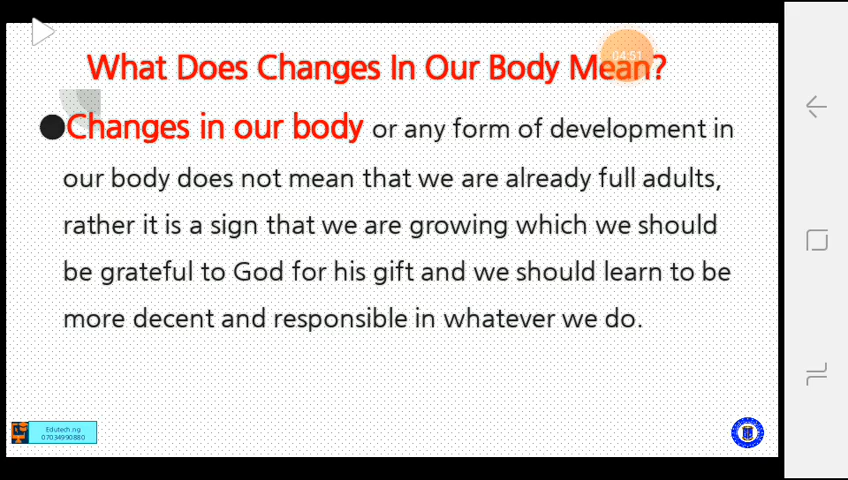 What Does Changes In Our Body Mean?
04:51
Changes in our body or any form of development in
our body does not mean that we are already full adults,
rather it is a sign that we are growing which we should
be grateful to God for his gift and we should learn to be
more decent and responsible in whatever we do.
Edutech ng
07034990880